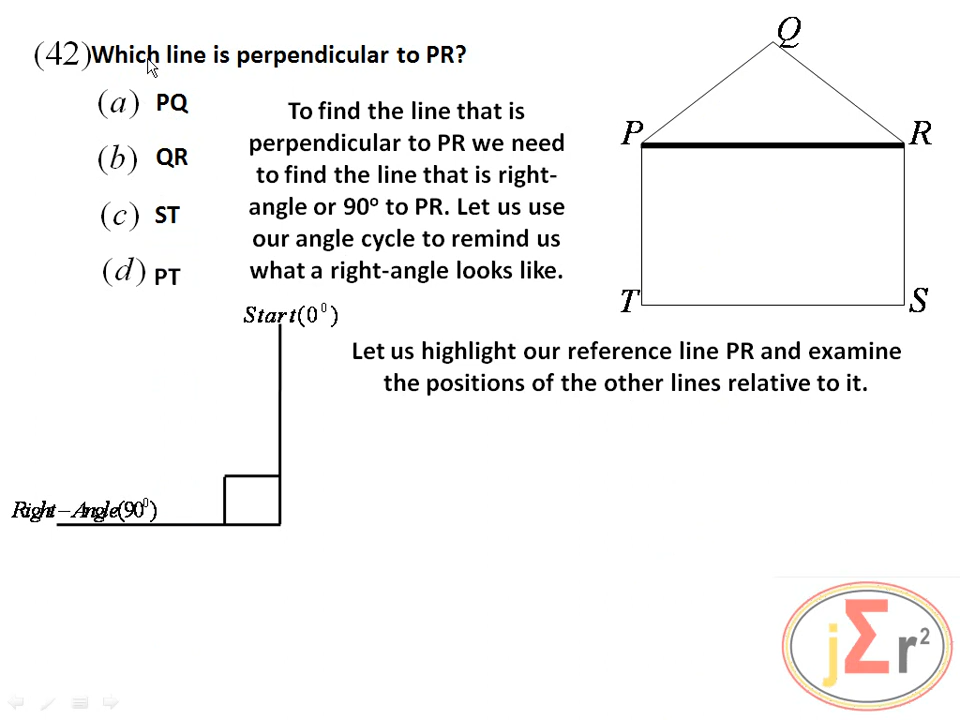 (42) Which line is perpendicular to PR?
(a) PQ
(b) QR
(c) ST
(d) PT
To find the line that is
perpendicular to PR we need
to find the line that is right-
angle or 90º to PR. Let us use
our angle cycle to remind us
what a right-angle looks like.
Q
P
R
T
S
Start(0⁰)
Let us highlight our reference line PR and examine
the positions of the other lines relative to it.
Right-Angle(90⁰)
jΣr²